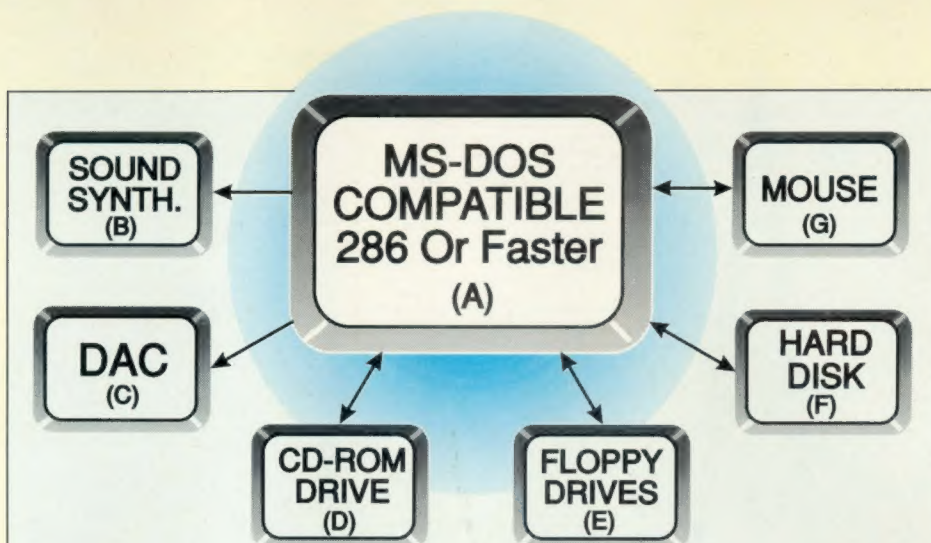 MS-DOS
COMPATIBLE
286 Or Faster
(A)
SOUND
SYNTH.
(B)
DAC
(C)
CD-ROM
DRIVE
(D)
FLOPPY
DRIVES
(E)
HARD
DISK
(F)
MOUSE
(G)